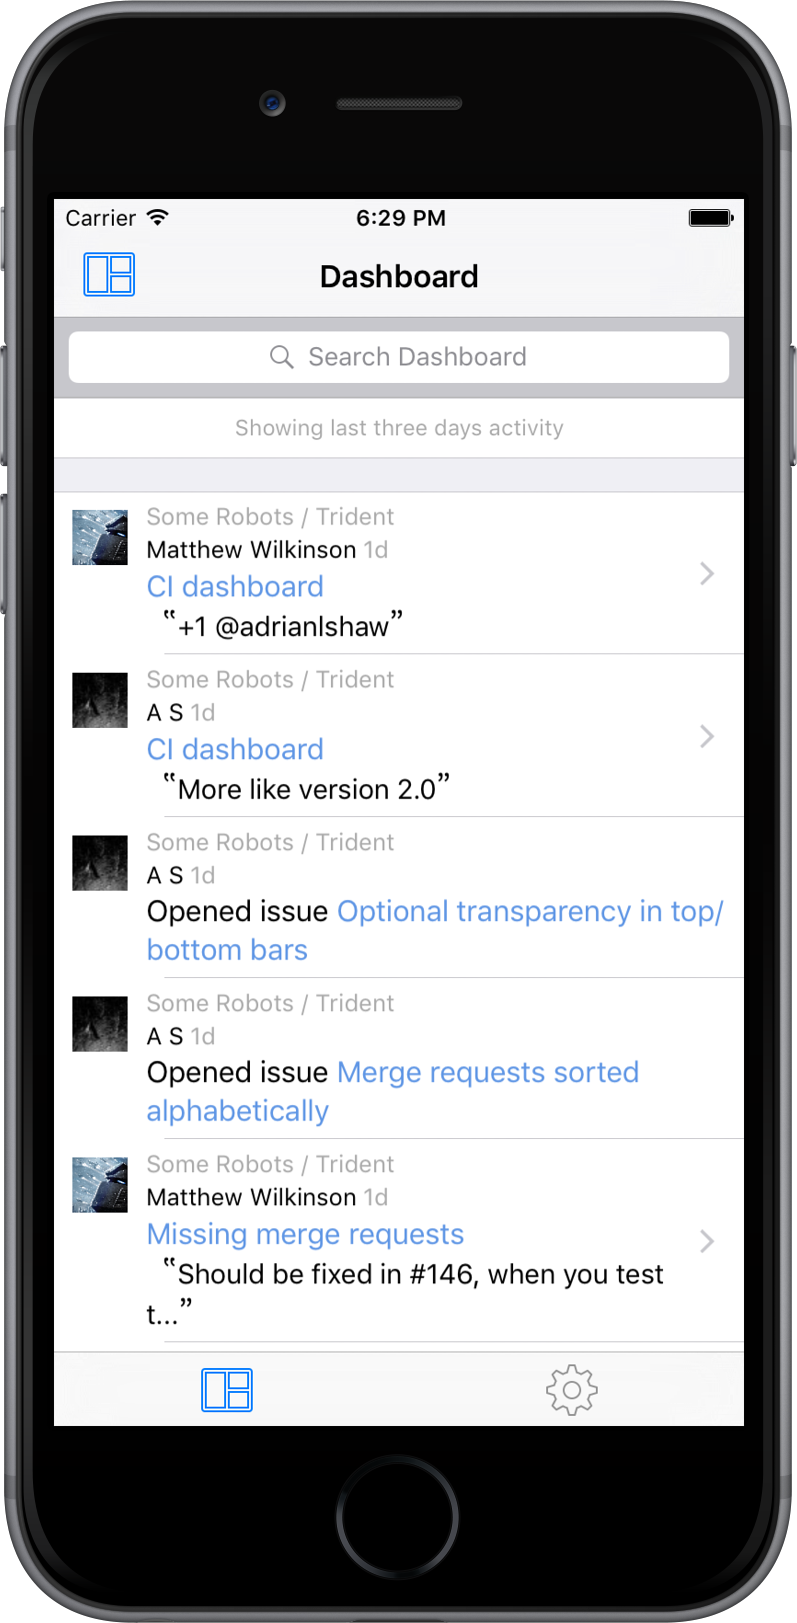 Carrier 6:29 PM
Dashboard
Search Dashboard
Showing last three days activity
Some Robots / Trident
Matthew Wilkinson 1d
CI dashboard
“+1 @adrianlshaw”
Some Robots / Trident
A S 1d
CI dashboard
“More like version 2.0”
Some Robots / Trident
A S 1d
Opened issue Optional transparency in top/
bottom bars
Some Robots / Trident
A S 1d
Opened issue Merge requests sorted
alphabetically
Some Robots / Trident
Matthew Wilkinson 1d
Missing merge requests
“Should be fixed in #146, when you test
t...”